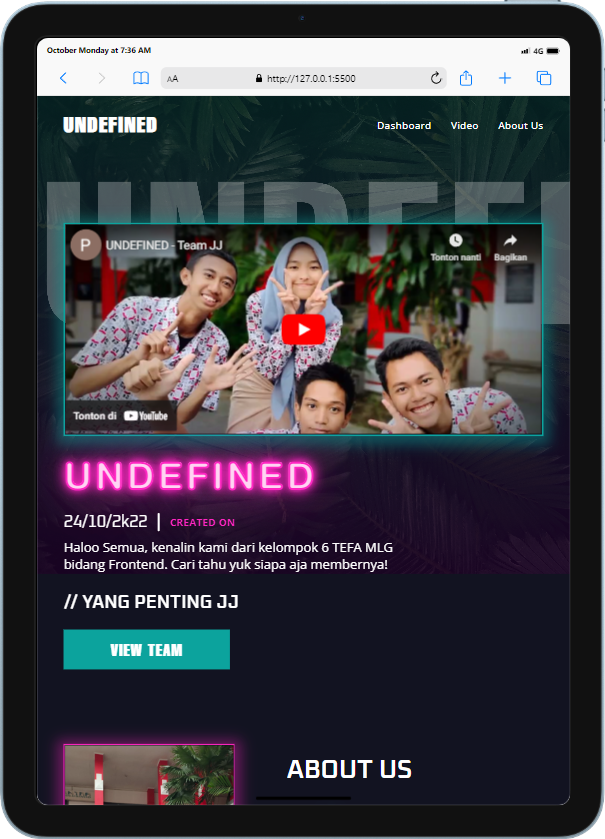 October Monday at 7:36 AM
4G
AA
http://127.0.0.1:5500
UNDEFINED
Dashboard
Video
About Us
UNDEFI
P
UNDEFINED - Team JJ
Tonton nanti
Bagikan
Tonton di YouTube
UNDEFINED
24/10/2k22 | CREATED ON
Haloo Semua, kenalin kami dari kelompok 6 TEFA MLG
bidang Frontend. Cari tahu yuk siapa aja membernya!
// YANG PENTING JJ
VIEW TEAM
ABOUT US